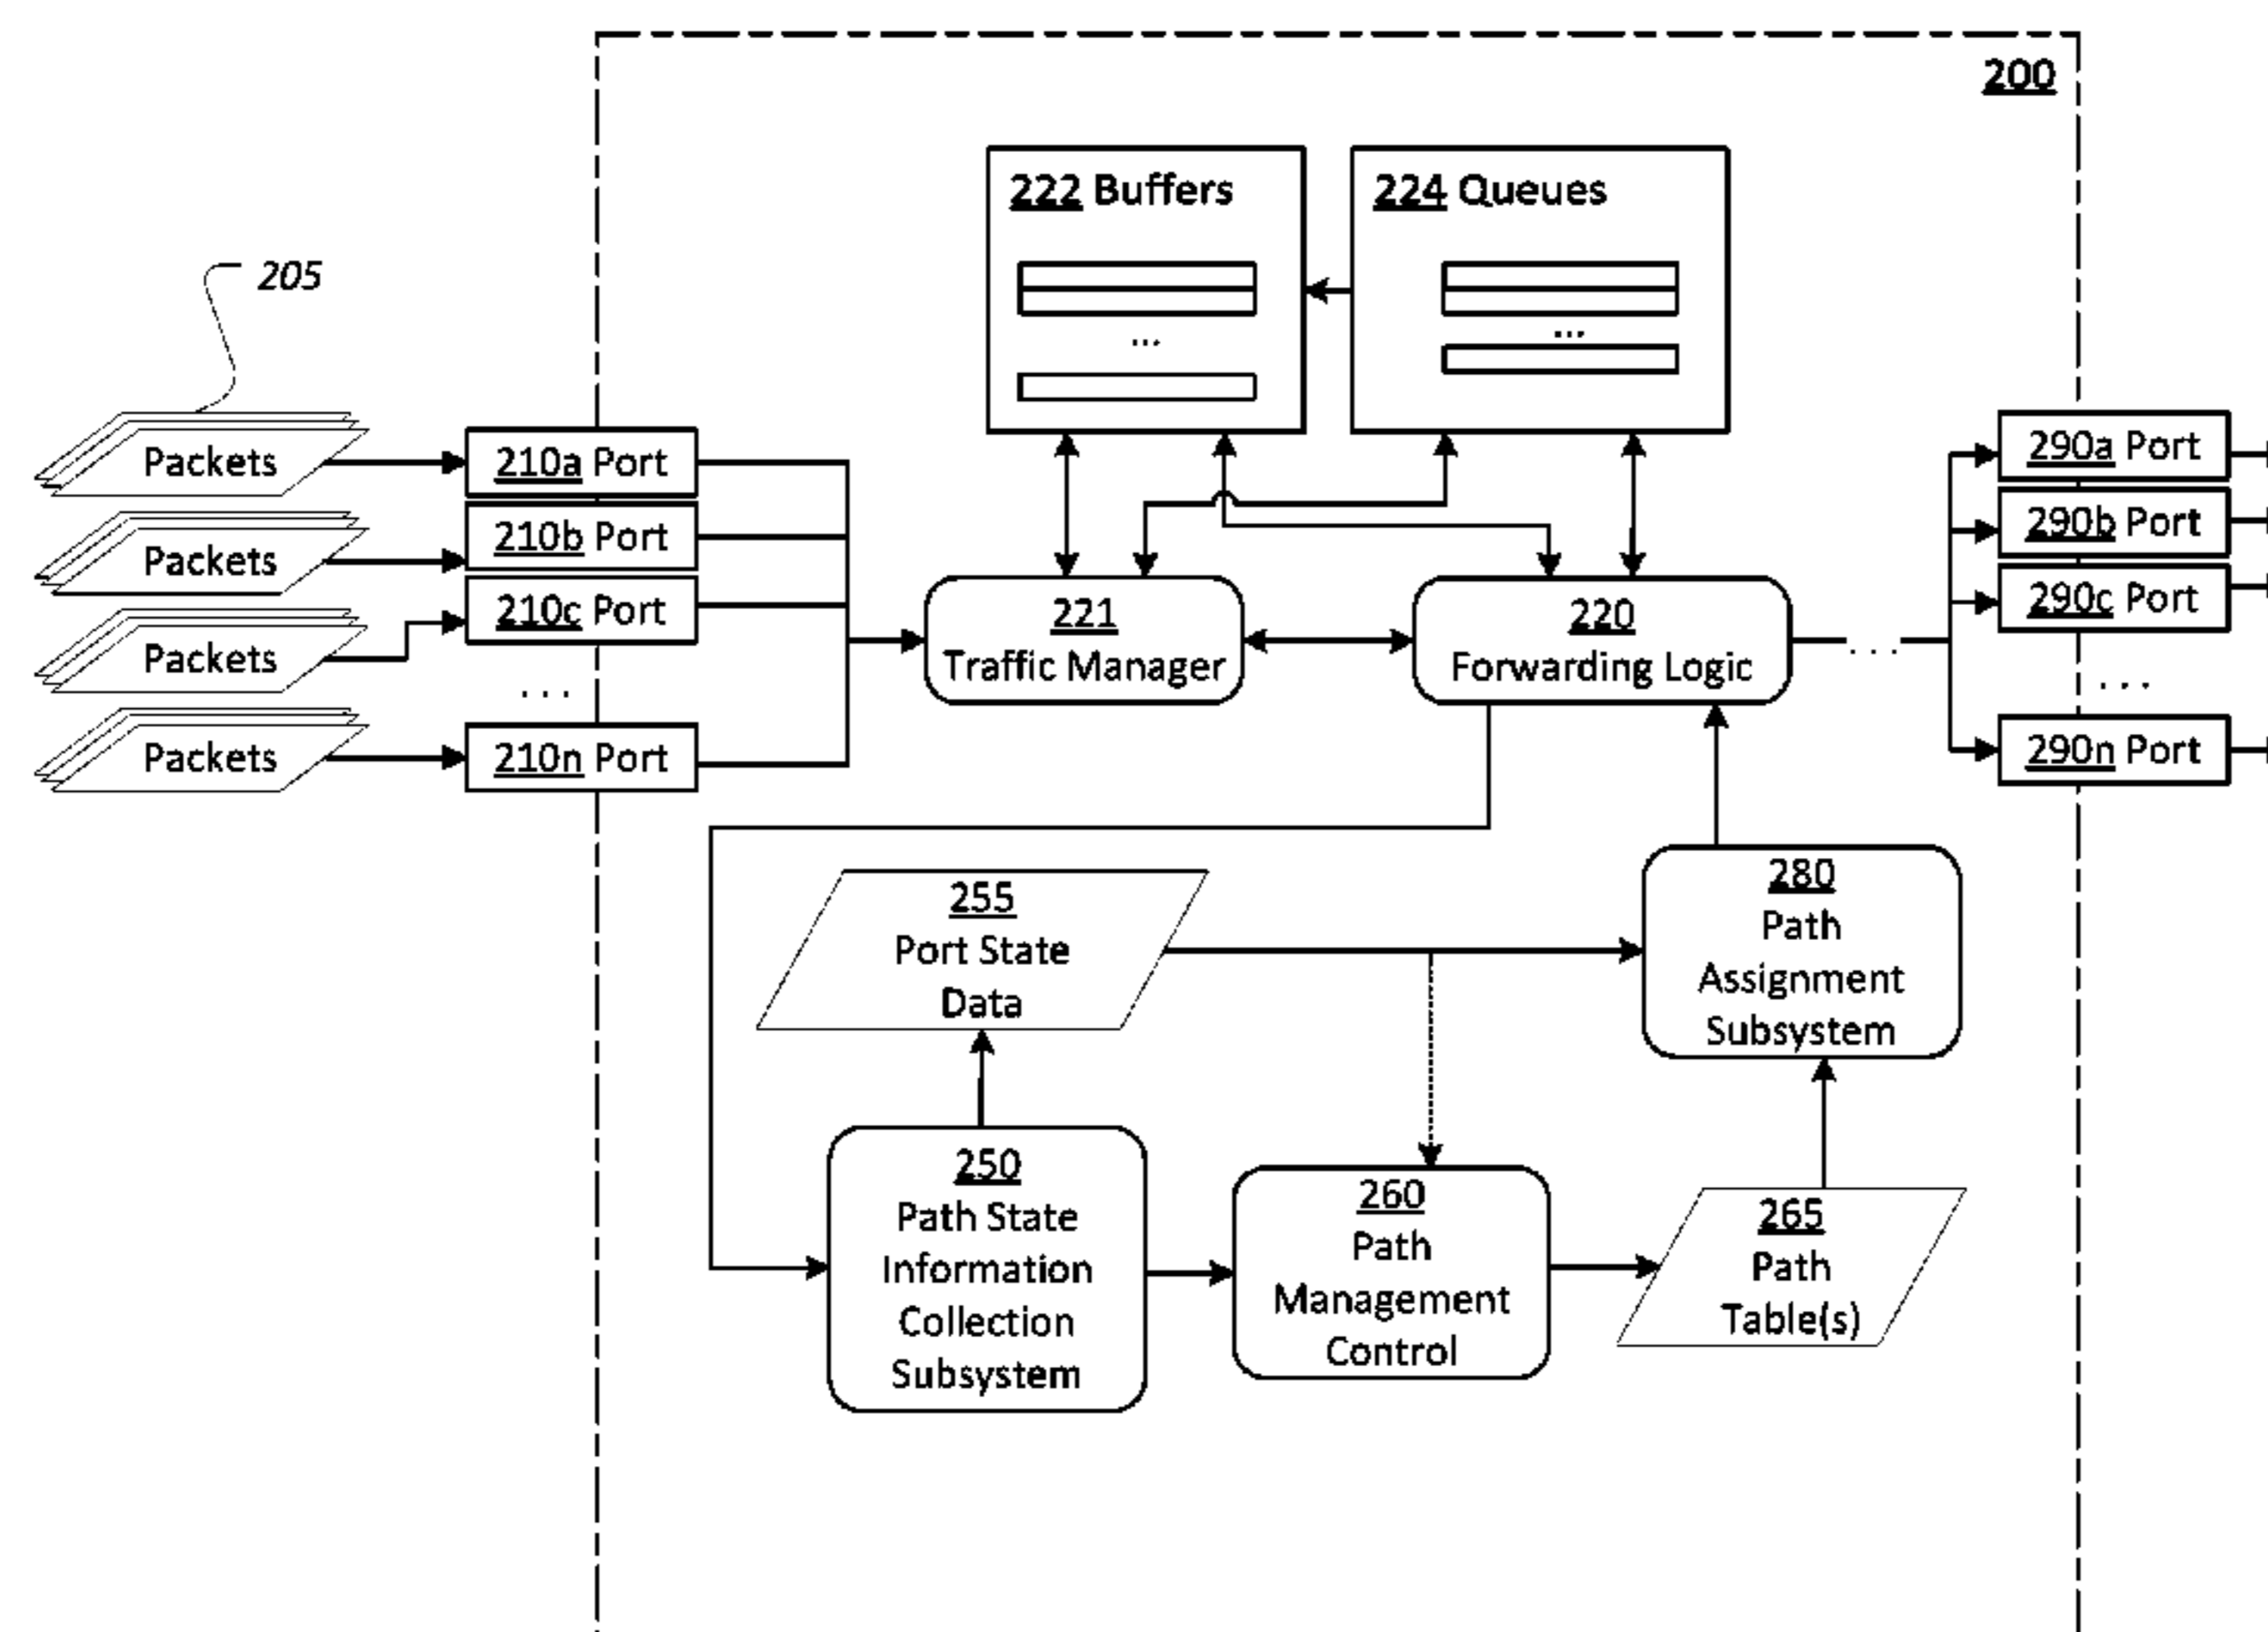 200
222 Buffers
...
224 Queues
...
205
Packets
Packets
Packets
Packets
210a Port
210b Port
210c Port
. . .
210n Port
221
Traffic Manager
220
Forwarding Logic
. . .
290a Port
290b Port
290c Port
. . .
290n Port
255
Port State
Data
280
Path
Assignment
Subsystem
250
Path State
Information
Collection
Subsystem
260
Path
Management
Control
265
Path
Table(s)